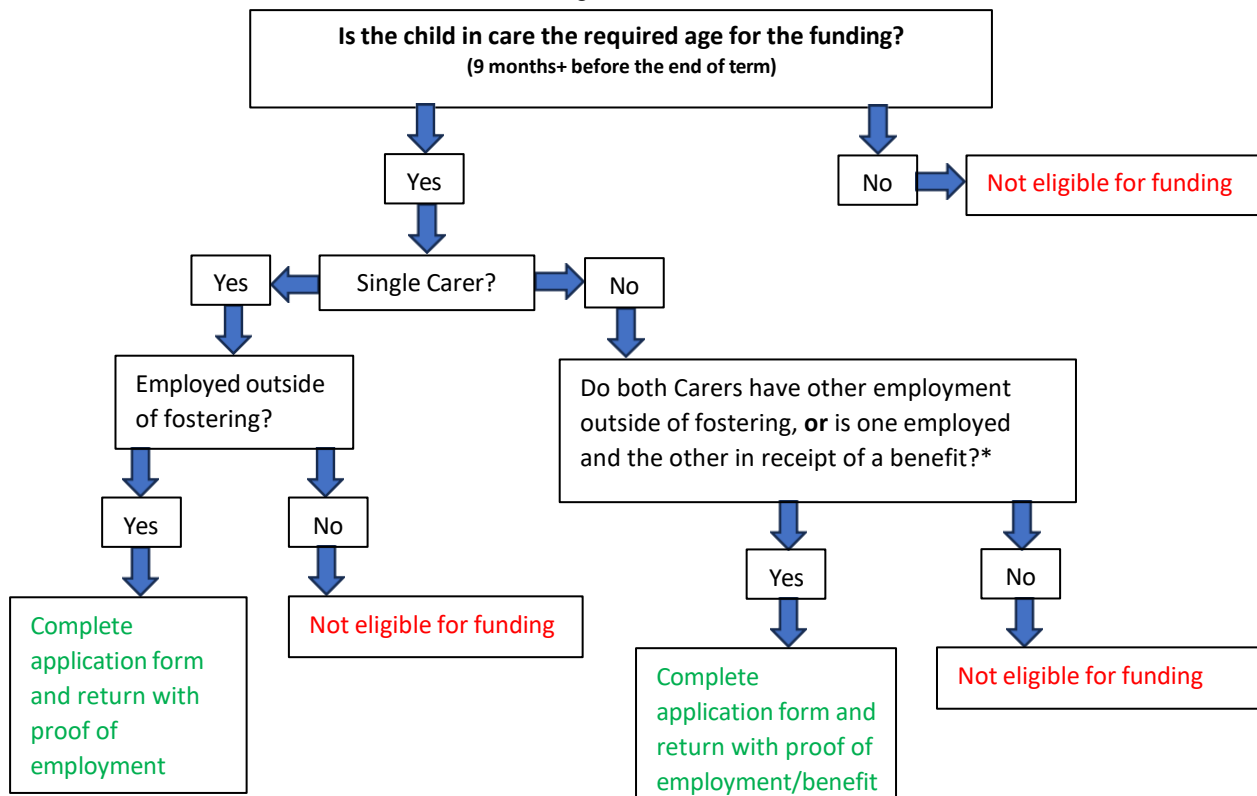 Is the child in care the required age for the funding?
(9 months+ before the end of term)
Yes
No
Not eligible for funding
Yes
Single Carer?
No
Employed outside
of fostering?
Do both Carers have other employment
outside of fostering, or is one employed
and the other in receipt of a benefit?*
Yes
No
Yes
No
Complete
application form
and return with
proof of
employment
Not eligible for funding
Complete
application form and
return with proof of
employment/benefit
Not eligible for funding